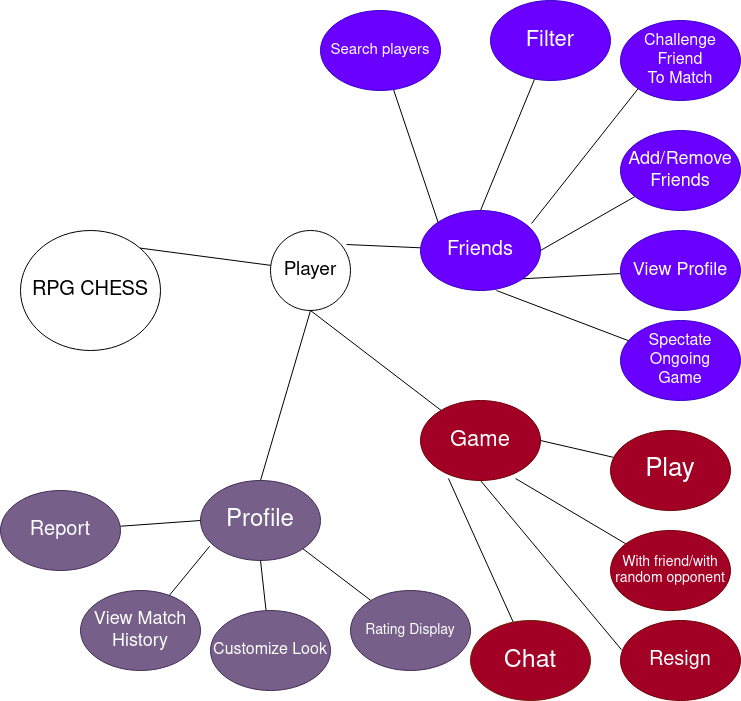 Search players
Filter
Challenge
Friend
To Match
Add/Remove
Friends
Friends
View Profile
Player
RPG CHESS
Spectate
Ongoing
Game
Game
Play
Profile
Report
With friend/with
random opponent
View Match
History
Customize Look
Rating Display
Chat
Resign